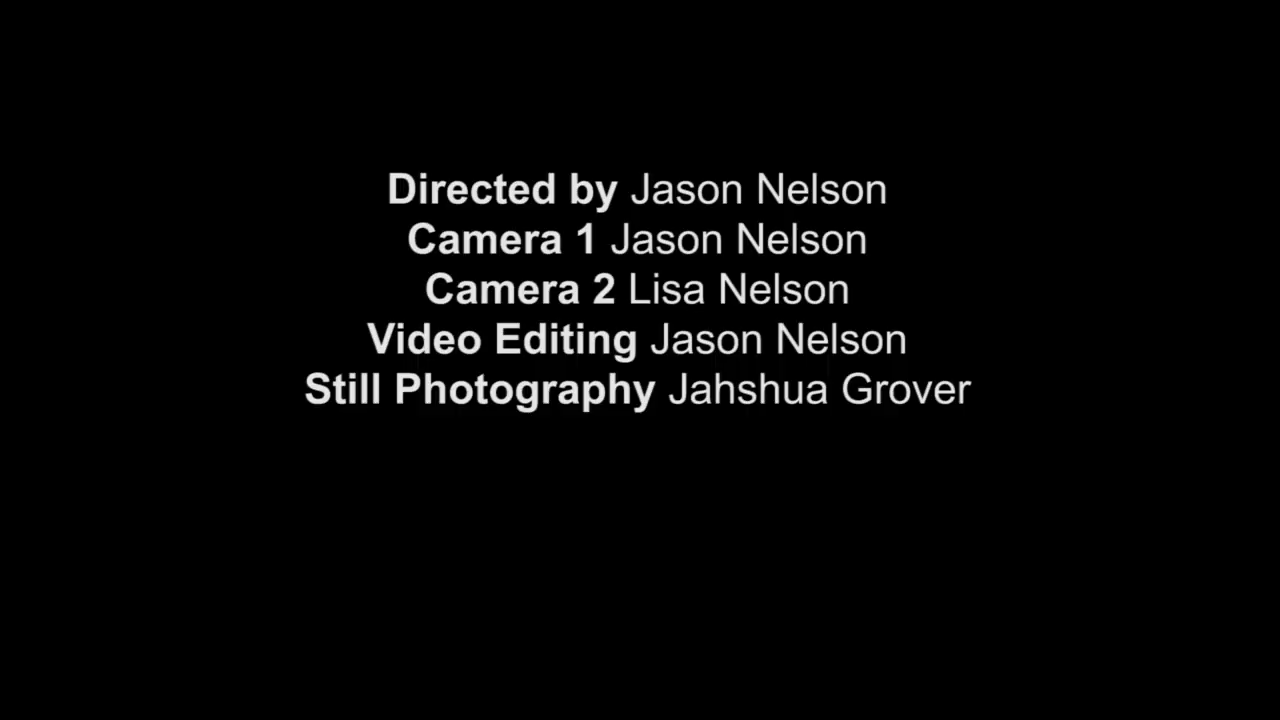 Directed by Jason Nelson
Camera 1 Jason Nelson
Camera 2 Lisa Nelson
Video Editing Jason Nelson
Still Photography Jahshua Grover